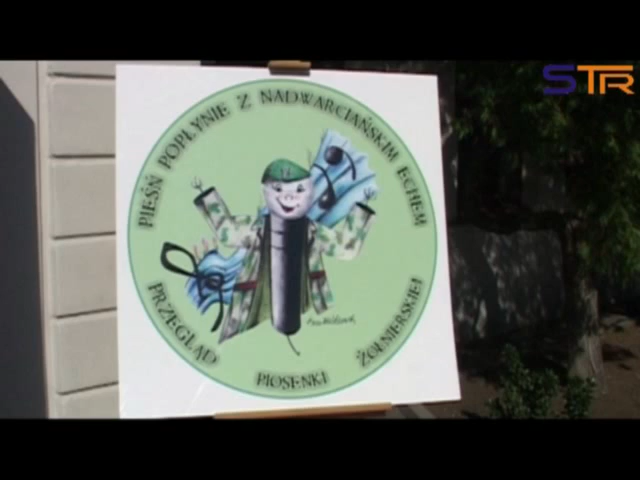 STR
PIEŚŃ POPŁYNIE Z NADWARCIAŃSKIM ECHEM
PRZEGLĄD PIOSENKI ŻOŁNIERSKIEJ